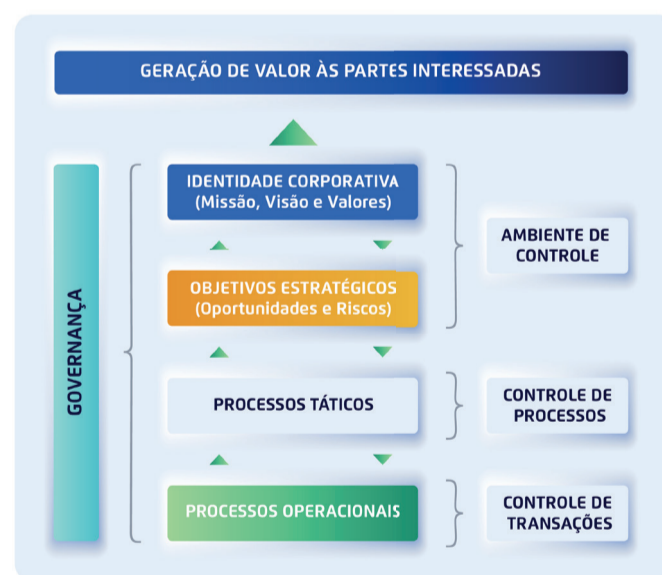 GERAÇÃO DE VALOR ÀS PARTES INTERESSADAS
GOVERNANÇA
IDENTIDADE CORPORATIVA
(Missão, Visão e Valores)
AMBIENTE DE
CONTROLE
OBJETIVOS ESTRATÉGICOS
(Oportunidades e Riscos)
PROCESSOS TÁTICOS
CONTROLE DE
PROCESSOS
PROCESSOS OPERACIONAIS
CONTROLE DE
TRANSAÇÕES